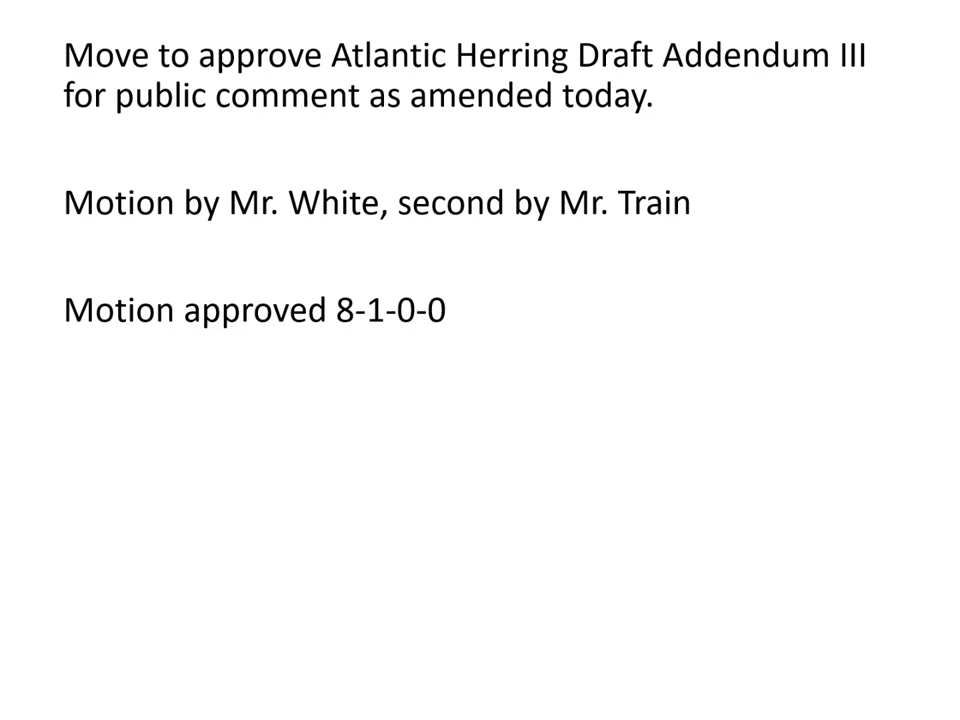 Move to approve Atlantic Herring Draft Addendum III
for public comment as amended today.
Motion by Mr. White, second by Mr. Train
Motion approved 8-1-0-0